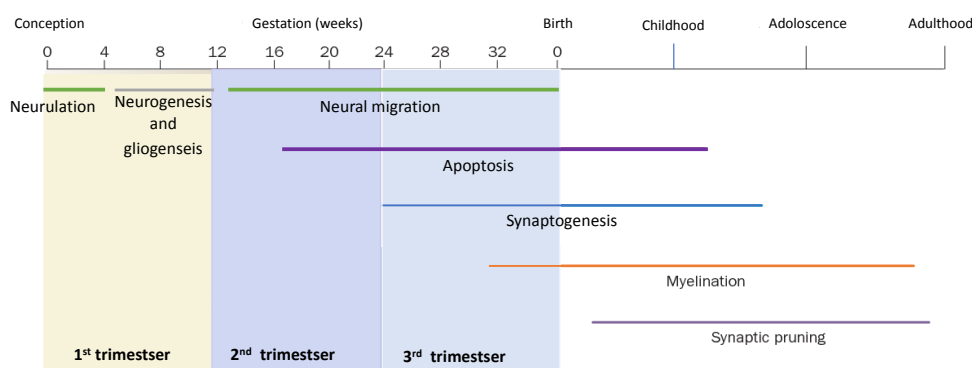 Conception Gestation (weeks) Birth Childhood Adoloscence Adulthood
0 4 8 12 16 20 24 28 32 0
Neurulation
Neurogenesis
and
gliogenseis
Neural migration
Apoptosis
Synaptogenesis
Myelination
Synaptic pruning
1st trimestser 2nd trimestser 3rd trimestser